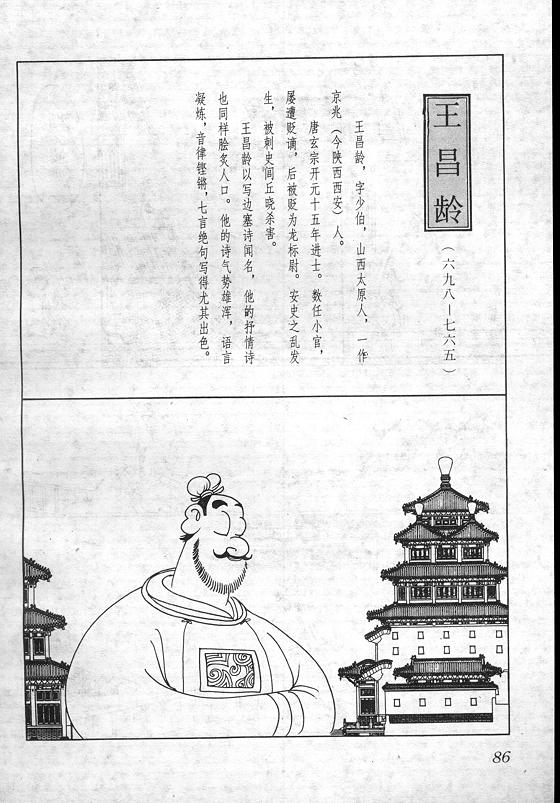 王昌龄
(六九八－七六五)
王昌龄，字少伯，山西太原人，一作
京兆（今陕西西安）人。
唐玄宗开元十五年进士。数任小官，
屡遭贬谪，后被贬为龙标尉。安史之乱发
生，被刺史闾丘晓杀害。
王昌龄以写边塞诗闻名，他的抒情诗
也同样脍炙人口。他的诗气势雄浑，语言
凝炼，音律铿锵，七言绝句写得尤其出色。
86